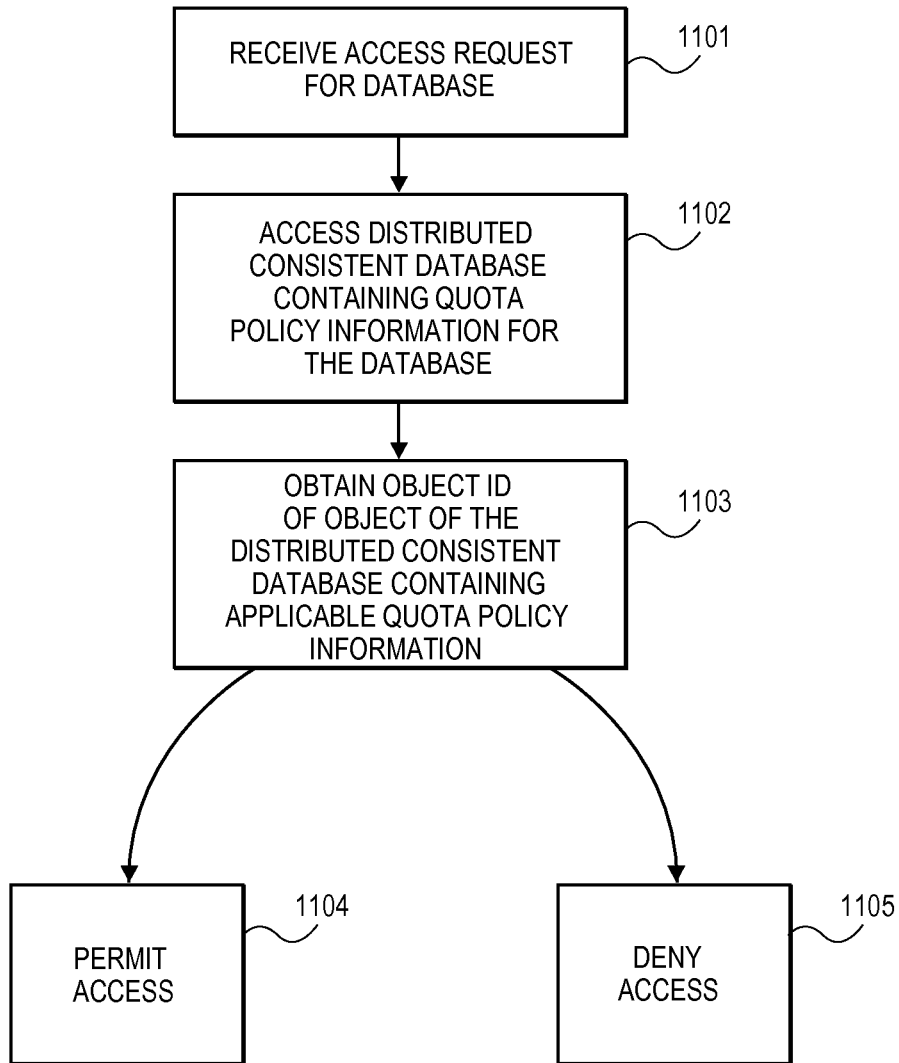 RECEIVE ACCESS REQUEST
FOR DATABASE
1101
ACCESS DISTRIBUTED
CONSISTENT DATABASE
CONTAINING QUOTA
POLICY INFORMATION FOR
THE DATABASE
1102
OBTAIN OBJECT ID
OF OBJECT OF THE
DISTRIBUTED CONSISTENT
DATABASE CONTAINING
APPLICABLE QUOTA POLICY
INFORMATION
1103
PERMIT
ACCESS
1104
DENY
ACCESS
1105